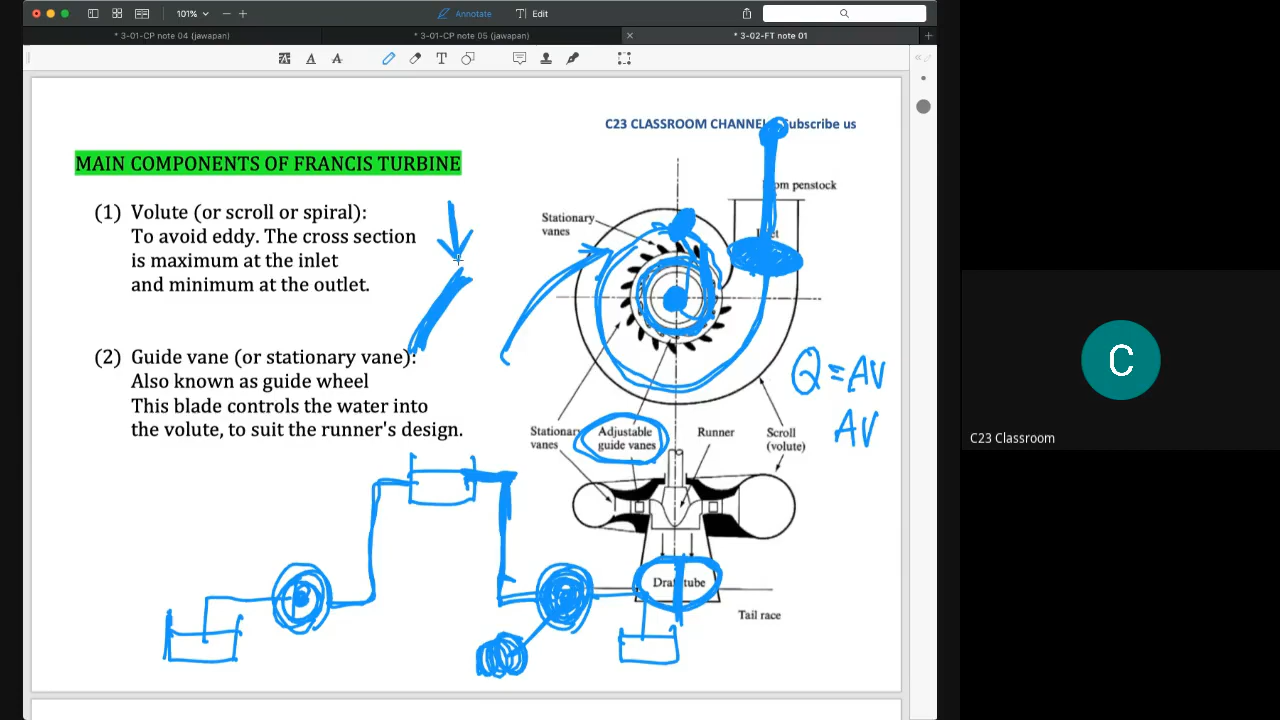 101%
Annotate
Edit
* 3-01-CP note 04 (jawapan)
* 3-01-CP note 05 (jawapan)
* 3-02-FT note 01
C23 CLASSROOM CHANNEL Subscribe us
MAIN COMPONENTS OF FRANCIS TURBINE
(1) Volute (or scroll or spiral):
To avoid eddy. The cross section
is maximum at the inlet
and minimum at the outlet.
(2) Guide vane (or stationary vane):
Also known as guide wheel
This blade controls the water into
the volute, to suit the runner's design.
From penstock
Inlet
Stationary
vanes
Q = AV
AV
Stationary
vanes
Adjustable
guide vanes
Runner
Scroll
(volute)
Draft tube
Tail race
C
C23 Classroom